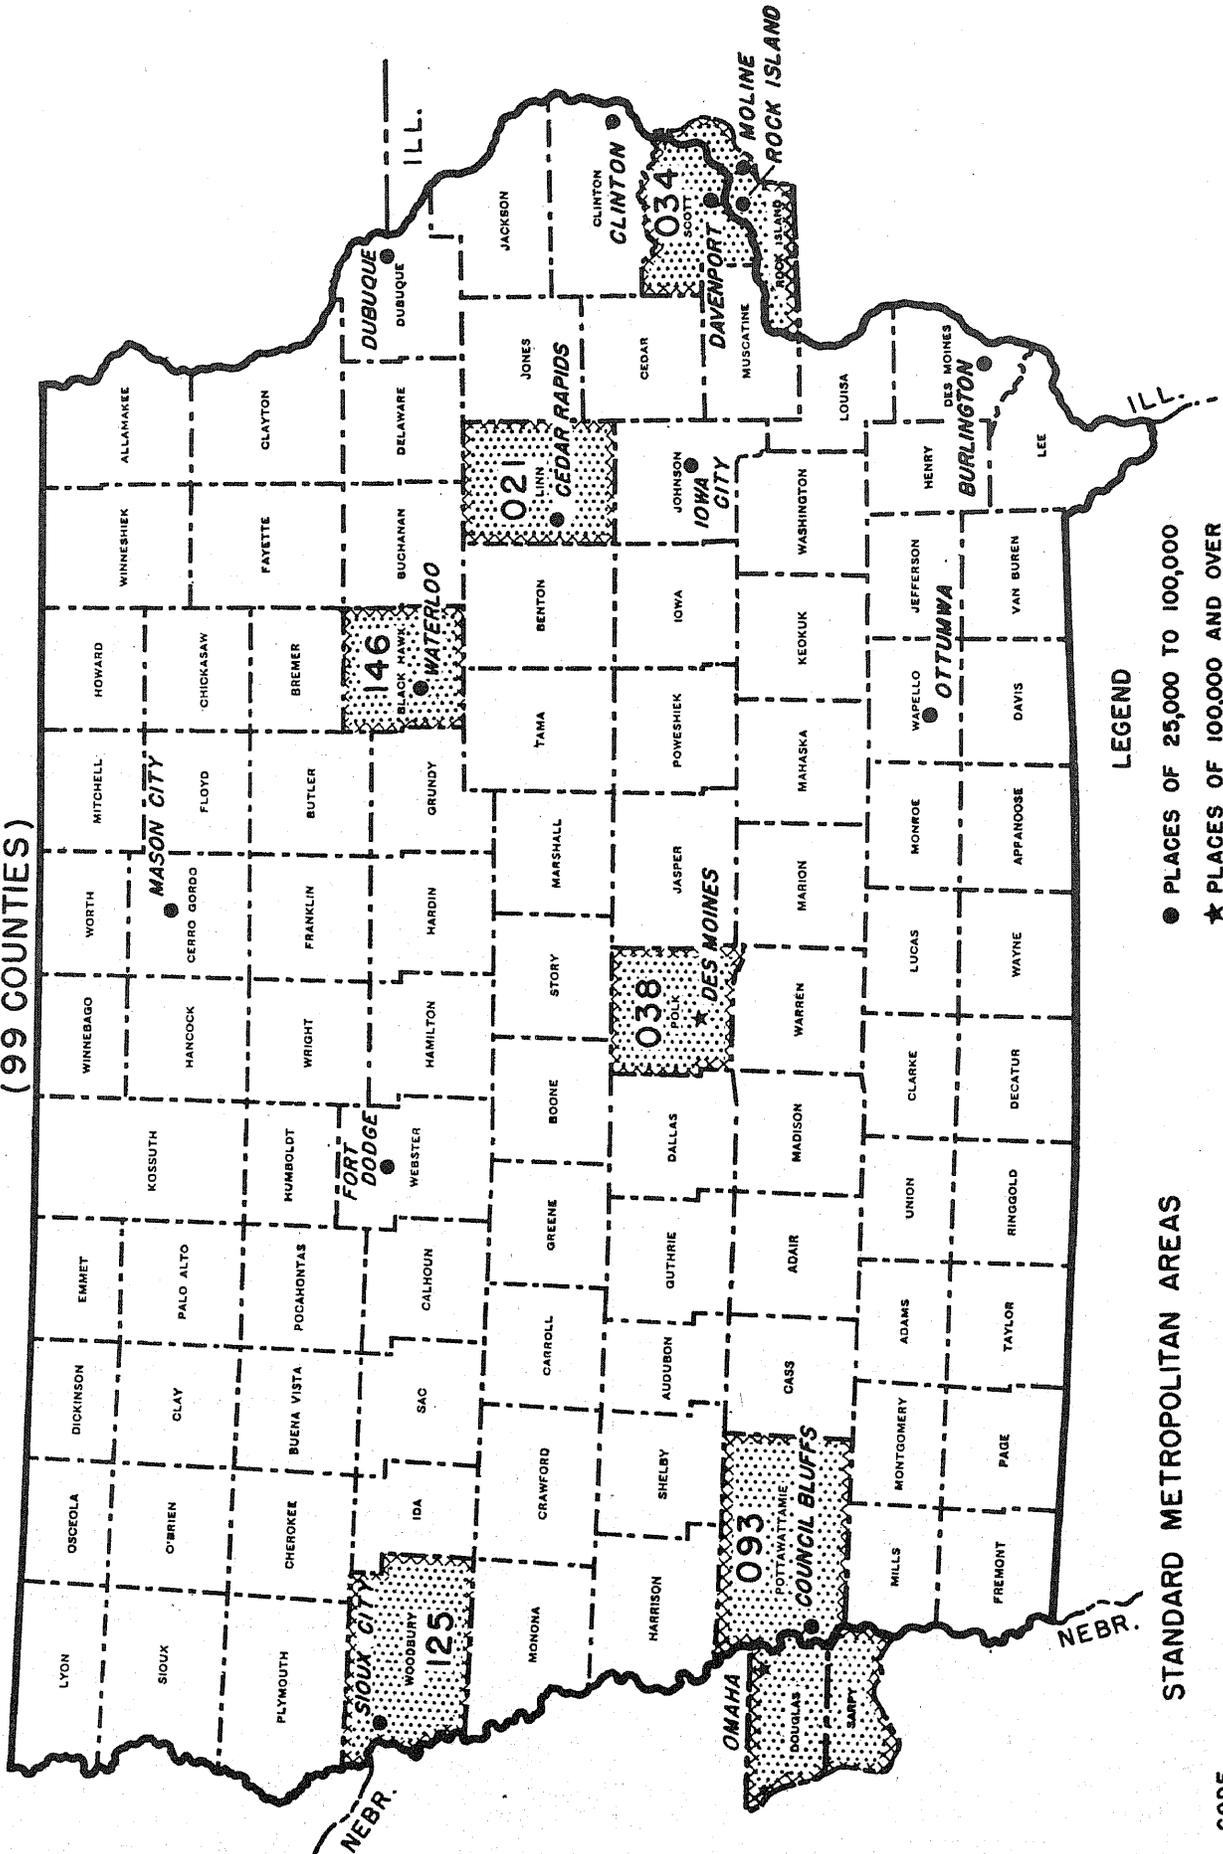 (99 COUNTIES)
LYON
OSCEOLA
DICKINSON
EMMET
KOSSUTH
WINNEBAGO
WORTH
MITCHELL
HOWARD
WINNESHIEK
ALLAMAKEE
SIOUX
O'BRIEN
CLAY
PALO ALTO
HANCOCK
CERRO GORDO
MASON CITY
FLOYD
CHICKASAW
PLYMOUTH
CHEROKEE
BUENA VISTA
POCAHONTAS
HUMBOLDT
WRIGHT
FRANKLIN
BUTLER
BREMER
FAYETTE
CLAYTON
SIOUX CITY
WOODBURY
125
IDA
SAC
CALHOUN
FORT
DODGE
WEBSTER
HAMILTON
HARDIN
GRUNDY
146
BLACK HAWK
WATERLOO
BUCHANAN
DELAWARE
DUBUQUE
DUBUQUE
ILL.
NEBR.
MONONA
CRAWFORD
CARROLL
GREENE
BOONE
STORY
MARSHALL
TAMA
BENTON
021
LINN
CEDAR RAPIDS
JONES
JACKSON
HARRISON
SHELBY
AUDUBON
GUTHRIE
DALLAS
038
POLK
DES MOINES
JASPER
POWESHIEK
IOWA
JOHNSON
IOWA
CITY
CEDAR
CLINTON
CLINTON
034
SCOTT
DAVENPORT
MUSCATINE
MOLINE
ROCK ISLAND
ROCK ISLAND
OMAHA
DOUGLAS
SARPY
093
POTTAWATTAMIE
COUNCIL BLUFFS
CASS
ADAIR
MADISON
WARREN
MARION
MAHASKA
KEOKUK
WASHINGTON
LOUISA
MILLS
MONTGOMERY
ADAMS
UNION
CLARKE
LUCAS
MONROE
WAPELLO
OTTUMWA
JEFFERSON
HENRY
DES MOINES
BURLINGTON
FREMONT
PAGE
TAYLOR
RINGGOLD
DECATUR
WAYNE
APPANOOSE
DAVIS
VAN BUREN
LEE
NEBR.
ILL.
LEGEND
STANDARD METROPOLITAN AREAS
● PLACES OF 25,000 TO 100,000
★ PLACES OF 100,000 AND OVER
CODE